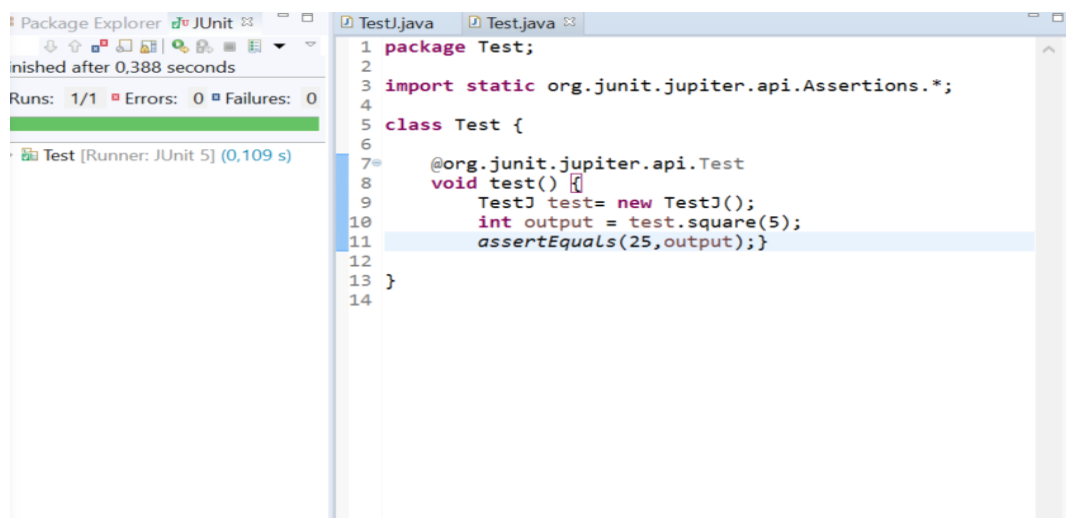 Package Explorer JUnit
inished after 0,388 seconds
Runs: 1/1 Errors: 0 Failures: 0
Test [Runner: JUnit 5] (0,109 s)
TestJ.java Test.java
1 package Test;
2
3 import static org.junit.jupiter.api.Assertions.*;
4
5 class Test {
6
7 @org.junit.jupiter.api.Test
8 void test() {
9 TestJ test= new TestJ();
10 int output = test.square(5);
11 assertEquals(25,output);}
12
13 }
14